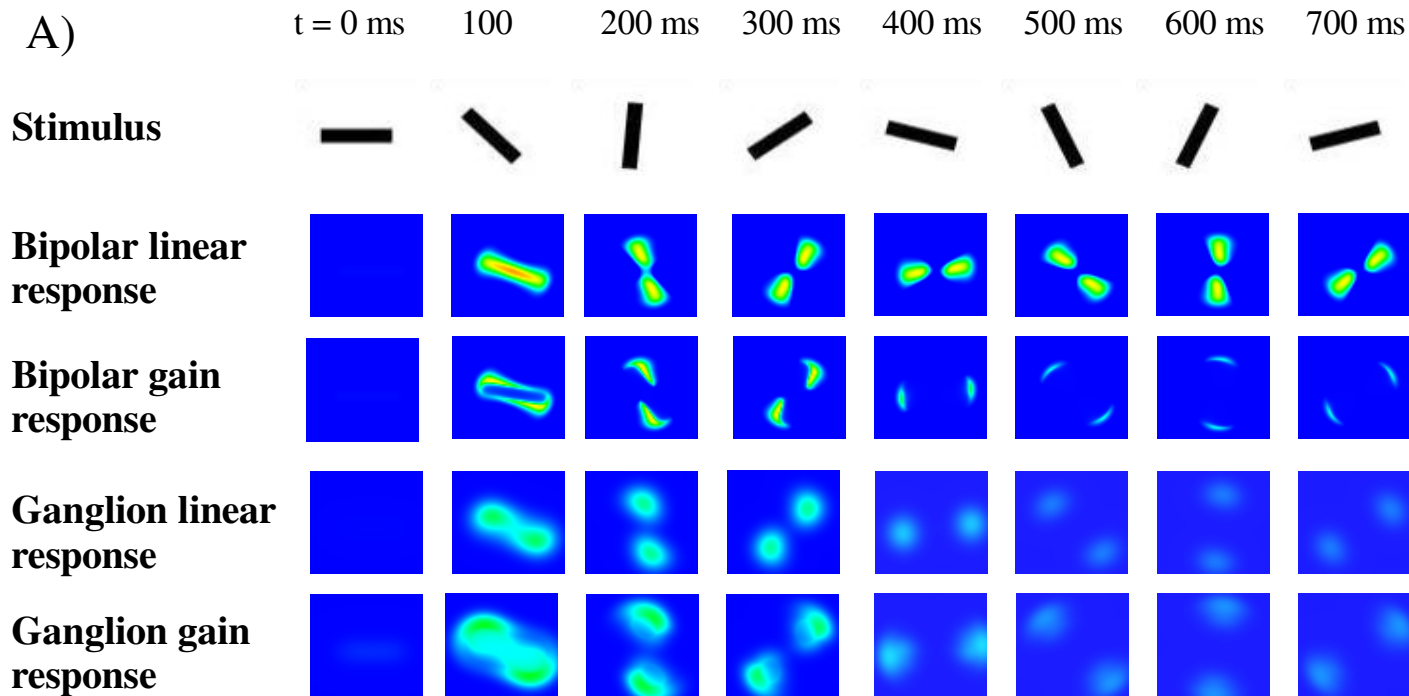 A)
t = 0 ms 100 200 ms 300 ms 400 ms 500 ms 600 ms 700 ms
Stimulus
Bipolar linear
response
Bipolar gain
response
Ganglion linear
response
Ganglion gain
response